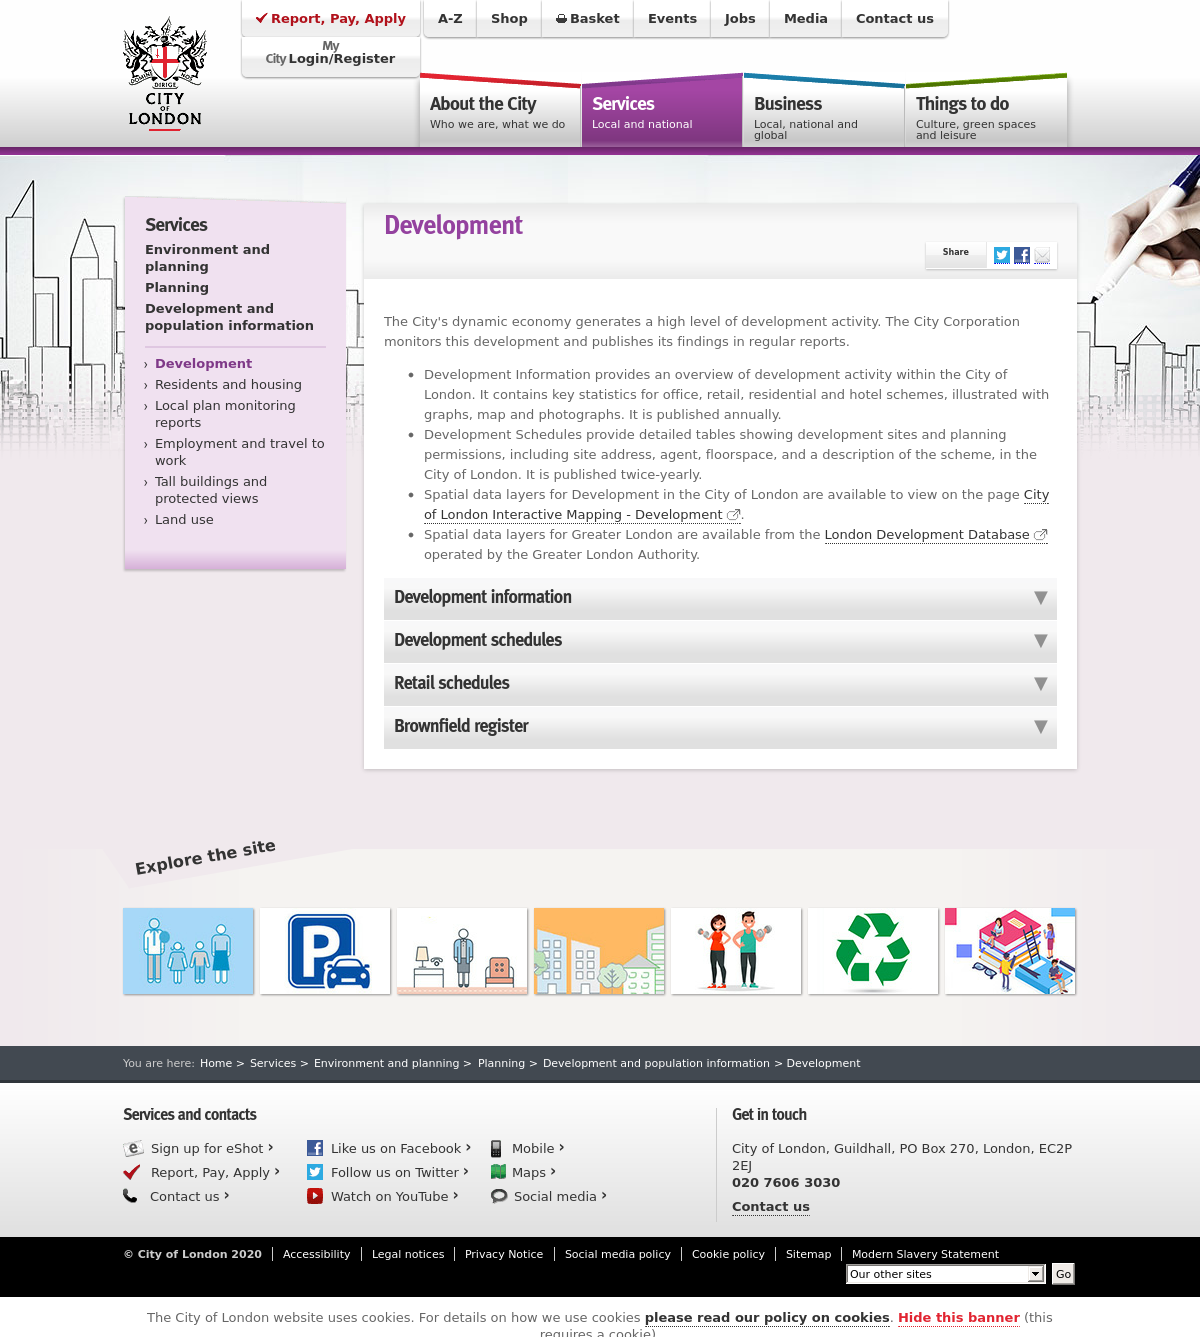 Report, Pay, Apply
A-Z
Shop
Basket
Events
Jobs
Media
Contact us
My
City Login/Register
DOMINE DIRIGE NOS
CITY
OF
LONDON
About the City
Who we are, what we do
Services
Local and national
Business
Local, national and
global
Things to do
Culture, green spaces
and leisure
Services
Environment and
planning
Planning
Development and
population information
Development
Residents and housing
Local plan monitoring
reports
Employment and travel to
work
Tall buildings and
protected views
Land use
Development
Share
The City's dynamic economy generates a high level of development activity. The City Corporation
monitors this development and publishes its findings in regular reports.
Development Information provides an overview of development activity within the City of
London. It contains key statistics for office, retail, residential and hotel schemes, illustrated with
graphs, map and photographs. It is published annually.
Development Schedules provide detailed tables showing development sites and planning
permissions, including site address, agent, floorspace, and a description of the scheme, in the
City of London. It is published twice-yearly.
Spatial data layers for Development in the City of London are available to view on the page City
of London Interactive Mapping - Development.
Spatial data layers for Greater London are available from the London Development Database
operated by the Greater London Authority.
Development information
Development schedules
Retail schedules
Brownfield register
Explore the site
P
You are here: Home > Services > Environment and planning > Planning > Development and population information > Development
Services and contacts
Sign up for eShot ›
Report, Pay, Apply ›
Contact us ›
Like us on Facebook ›
Follow us on Twitter ›
Watch on YouTube ›
Mobile ›
Maps ›
Social media ›
Get in touch
City of London, Guildhall, PO Box 270, London, EC2P
2EJ
020 7606 3030
Contact us
© City of London 2020
Accessibility
Legal notices
Privacy Notice
Social media policy
Cookie policy
Sitemap
Modern Slavery Statement
Our other sites
Go
The City of London website uses cookies. For details on how we use cookies please read our policy on cookies. Hide this banner (this
requires a cookie)